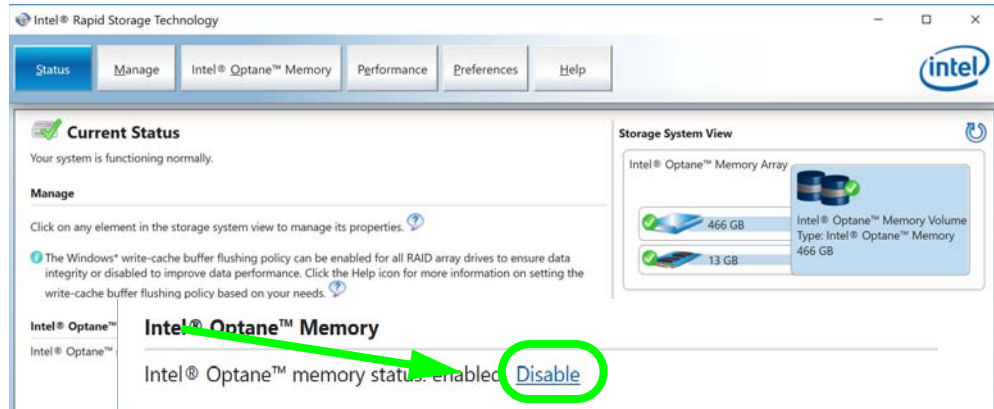 Intel® Rapid Storage Technology
Status Manage Intel® Optane™ Memory Performance Preferences Help
intel
Current Status
Your system is functioning normally.
Manage
Click on any element in the storage system view to manage its properties.
The Windows* write-cache buffer flushing policy can be enabled for all RAID array drives to ensure data
integrity or disabled to improve data performance. Click the Help icon for more information on setting the
write-cache buffer flushing policy based on your needs.
Intel® Optane™
Intel® Optane™
Storage System View
Intel® Optane™ Memory Array
466 GB
13 GB
Intel® Optane™ Memory Volume
Type: Intel® Optane™ Memory
466 GB
Intel® Optane™ Memory
Intel® Optane™ memory status: enabled Disable